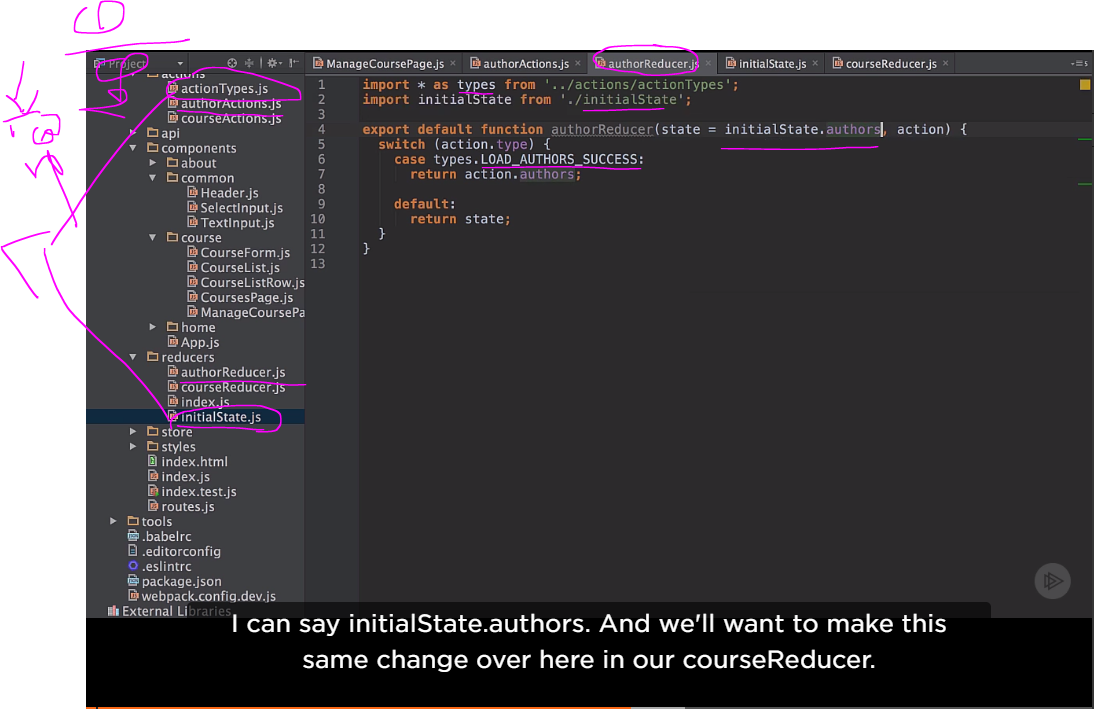 CD
Project
ManageCoursePage.js
authorActions.js
authorReducer.js
initialState.js
courseReducer.js
actions
actionTypes.js
authorActions.js
courseActions.js
api
components
about
common
Header.js
SelectInput.js
TextInput.js
course
CourseForm.js
CourseList.js
CourseListRow.js
CoursesPage.js
ManageCoursePa
home
App.js
reducers
authorReducer.js
courseReducer.js
index.js
initialState.js
store
styles
index.html
index.js
index.test.js
routes.js
tools
.babelrc
.editorconfig
.eslintrc
package.json
webpack.config.dev.js
External Libraries
1 import * as types from '../actions/actionTypes';
2 import initialState from './initialState';
3
4 export default function authorReducer(state = initialState.authors, action) {
5 switch (action.type) {
6 case types.LOAD_AUTHORS_SUCCESS:
7 return action.authors;
8
9 default:
10 return state;
11 }
12 }
13
I can say initialState.authors. And we'll want to make this
same change over here in our courseReducer.